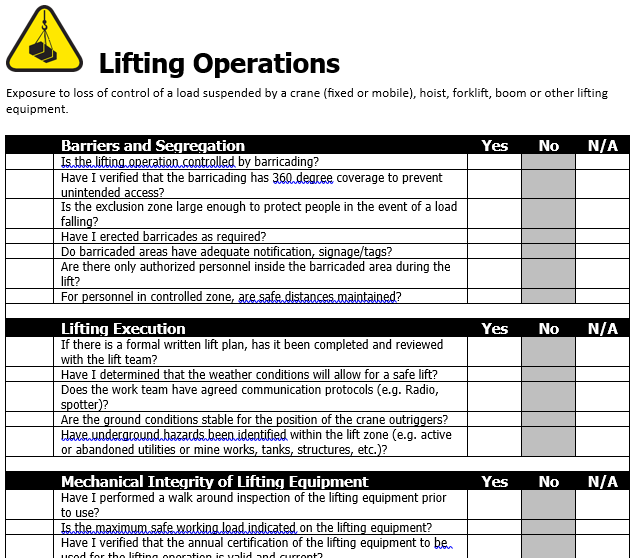 Lifting Operations
Exposure to loss of control of a load suspended by a crane (fixed or mobile), hoist, forklift, boom or other lifting
equipment.
Barriers and Segregation Yes No N/A
Is the lifting operation controlled by barricading?
Have I verified that the barricading has 360 degree coverage to prevent
unintended access?
Is the exclusion zone large enough to protect people in the event of a load
falling?
Have I erected barricades as required?
Do barricaded areas have adequate notification, signage/tags?
Are there only authorized personnel inside the barricaded area during the
lift?
For personnel in controlled zone, are safe distances maintained?
Lifting Execution Yes No N/A
If there is a formal written lift plan, has it been completed and reviewed
with the lift team?
Have I determined that the weather conditions will allow for a safe lift?
Does the work team have agreed communication protocols (e.g. Radio,
spotter)?
Are the ground conditions stable for the position of the crane outriggers?
Have underground hazards been identified within the lift zone (e.g. active
or abandoned utilities or mine works, tanks, structures, etc.)?
Mechanical Integrity of Lifting Equipment Yes No N/A
Have I performed a walk around inspection of the lifting equipment prior
to use?
Is the maximum safe working load indicated on the lifting equipment?
Have I verified that the annual certification of the lifting equipment to be
used for the lifting operation is valid and current?